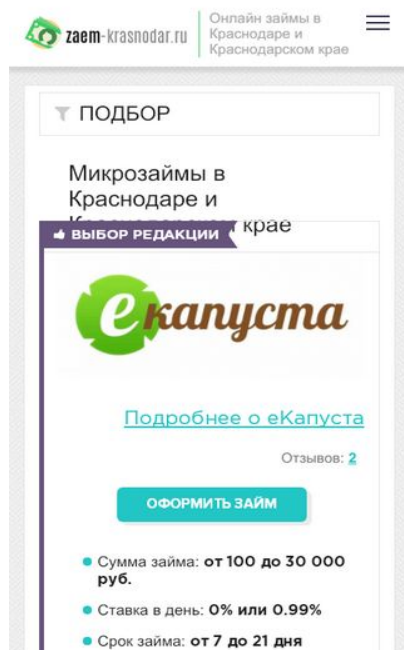 zaem-krasnodar.ru
Онлайн займы в
Краснодаре и
Краснодарском крае
ПОДБОР
Микрозаймы в
Краснодаре и
крае
ВЫБОР РЕДАКЦИИ
екапуста
Подробнее о еКапуста
Отзывов: 2
ОФОРМИТЬ ЗАЙМ
Сумма займа: от 100 до 30 000
руб.
Ставка в день: 0% или 0.99%
Срок займа: от 7 до 21 дня